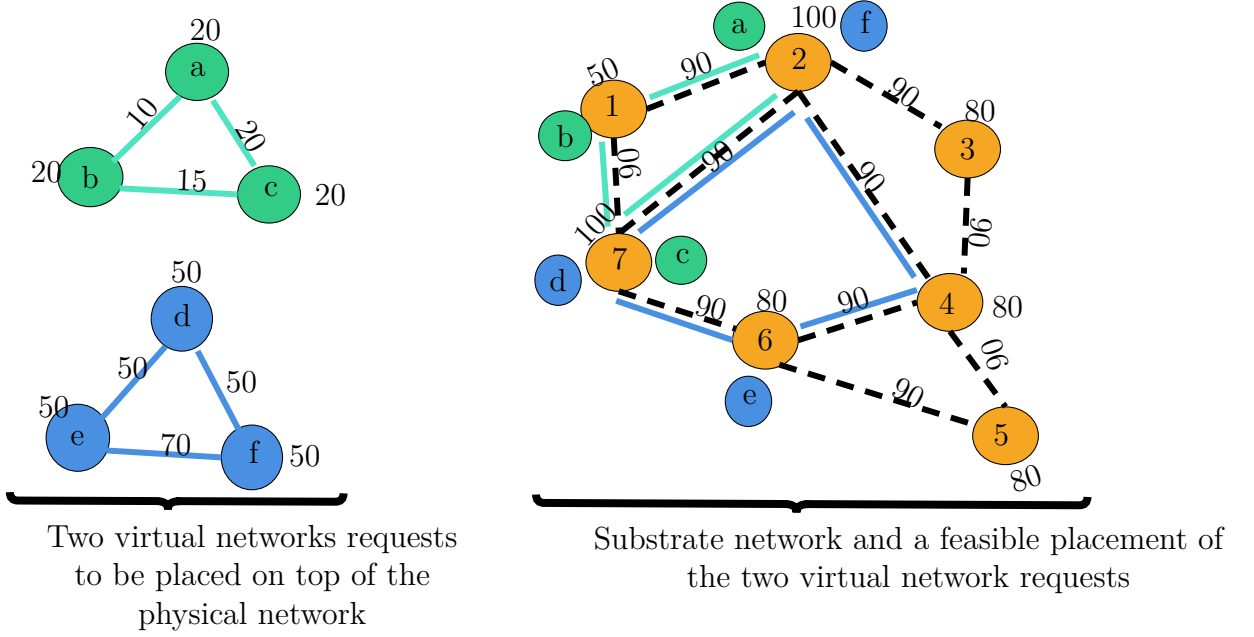 20
a
10
20
20
b
15
c
20
50
d
50
50
50
e
70
f
50
Two virtual networks requests
to be placed on top of the
physical network
a
100
f
2
50
90
1
90
80
b
3
90
90
90
100
90
7
c
d
90
80
90
4
80
6
90
e
90
5
80
Substrate network and a feasible placement of
the two virtual network requests